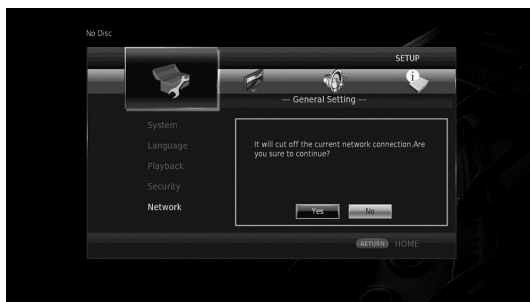 No Disc
SETUP
--- General Setting ---
System
Language
Playback
Security
Network
It will cut off the current network connection.Are
you sure to continue?
Yes No
RETURN HOME